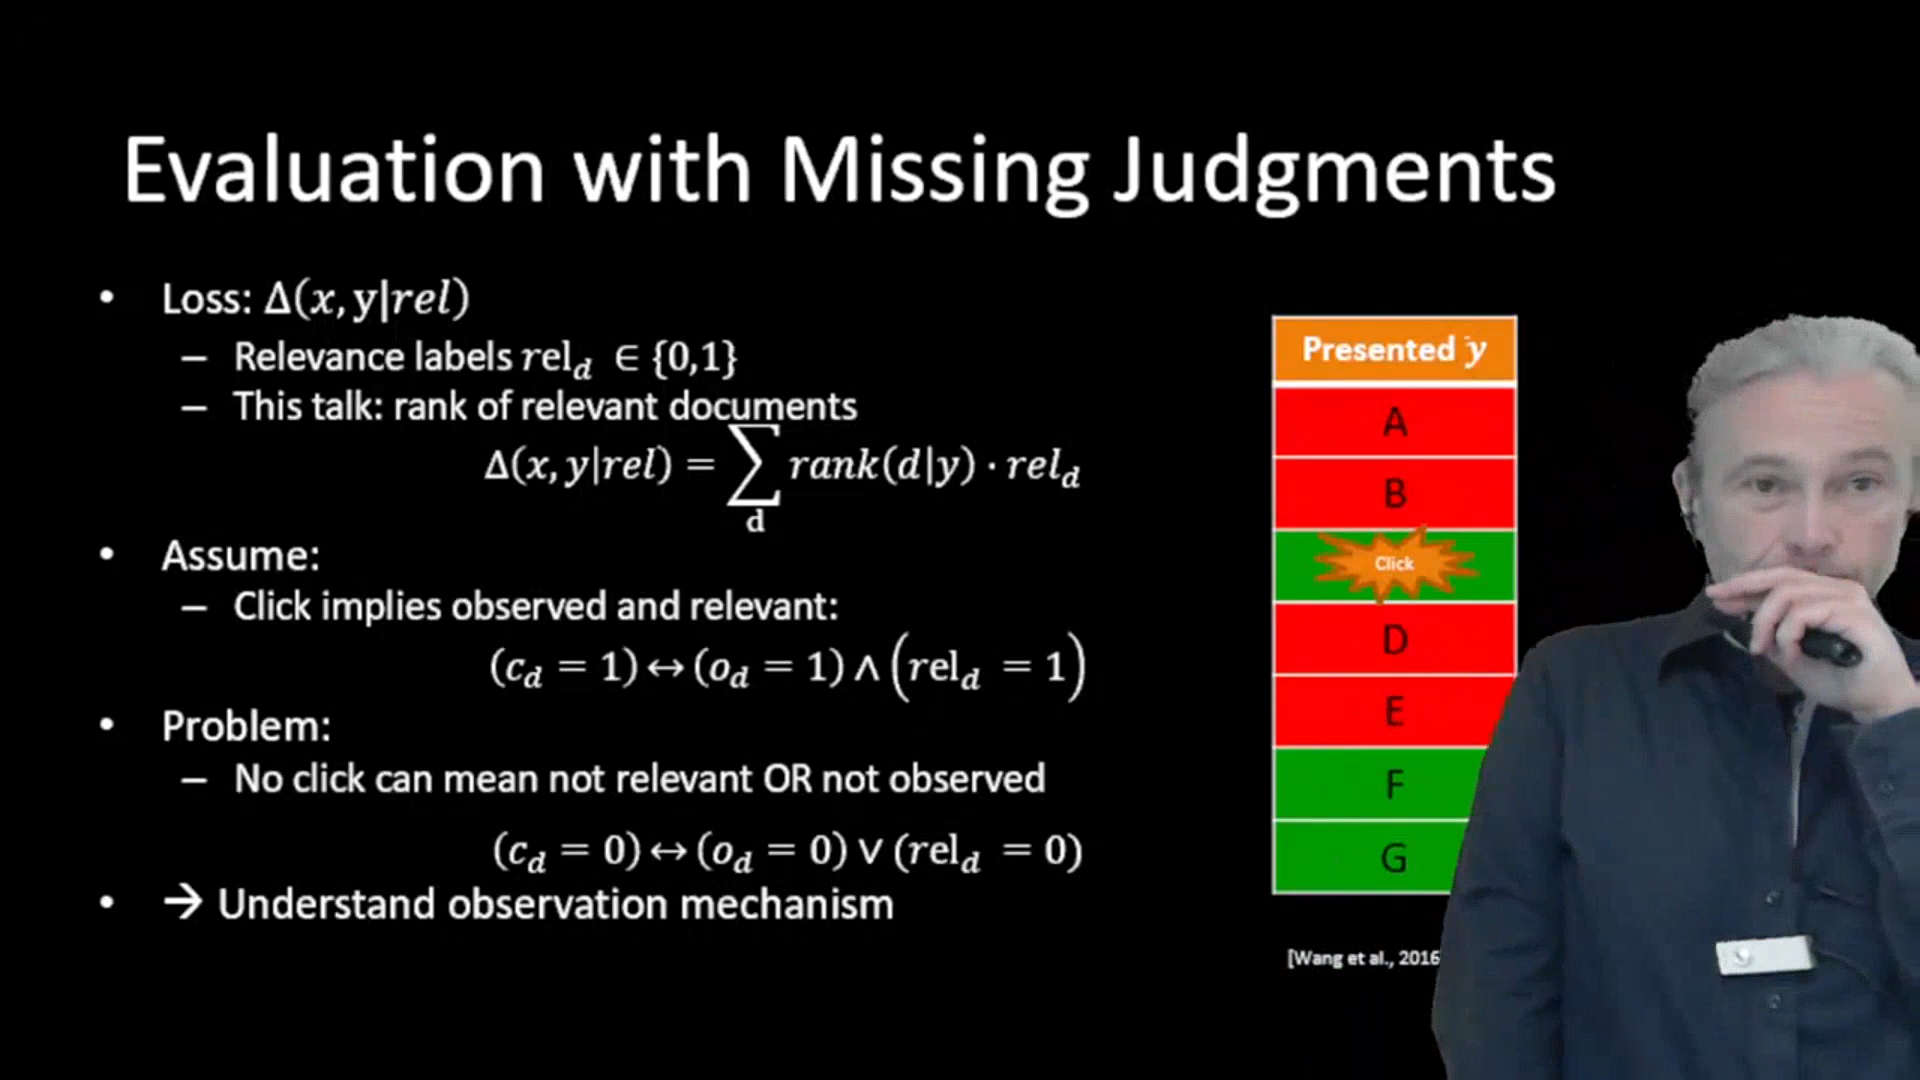 Evaluation with Missing Judgments
• Loss: Δ(x, y|rel)
– Relevance labels rel_d ∈ {0,1}
– This talk: rank of relevant documents
Δ(x, y|rel) = ∑_d rank(d|y) · rel_d
• Assume:
– Click implies observed and relevant:
(c_d = 1) ↔ (o_d = 1) ∧ (rel_d = 1)
• Problem:
– No click can mean not relevant OR not observed
(c_d = 0) ↔ (o_d = 0) ∨ (rel_d = 0)
• → Understand observation mechanism
Presented y
A
B
Click
D
E
F
G
[Wang et al., 2016